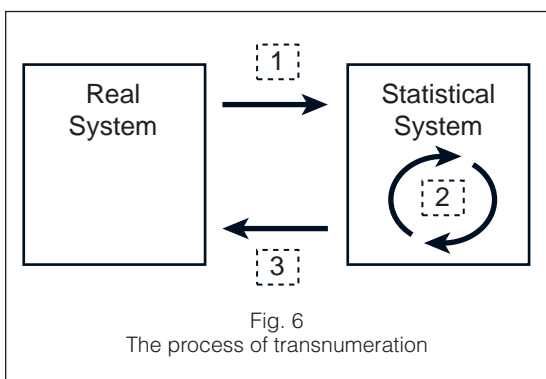 1
Real
System
Statistical
System
2
3
Fig. 6
The process of transnumeration